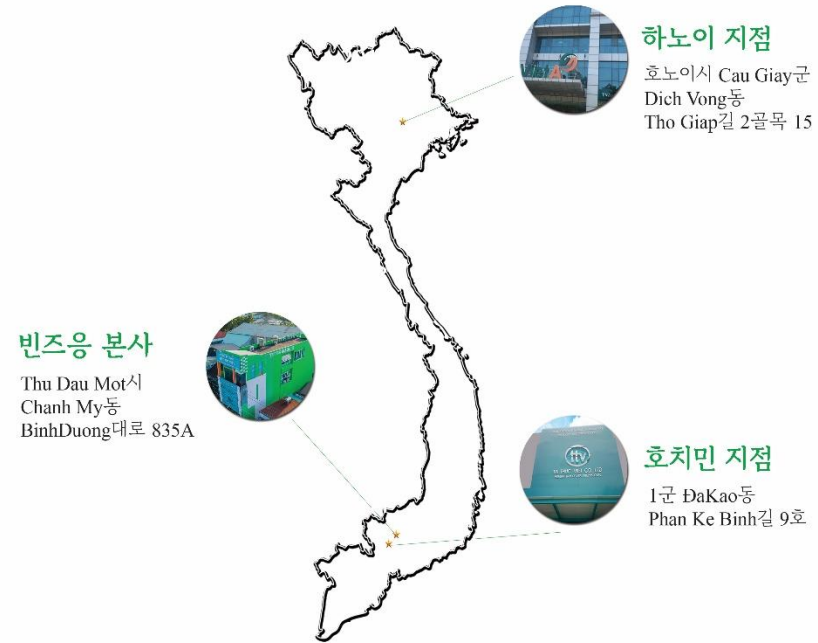 하노이 지점
호노이시 Cau Giay군
Dich Vong동
Tho Giap길 2골목 15
빈즈응 본사
Thu Dau Mot시
Chanh My동
BinhDuong대로 835A
ttv
호치민 지점
1군 ĐaKao동
Phan Ke Binh길 9호